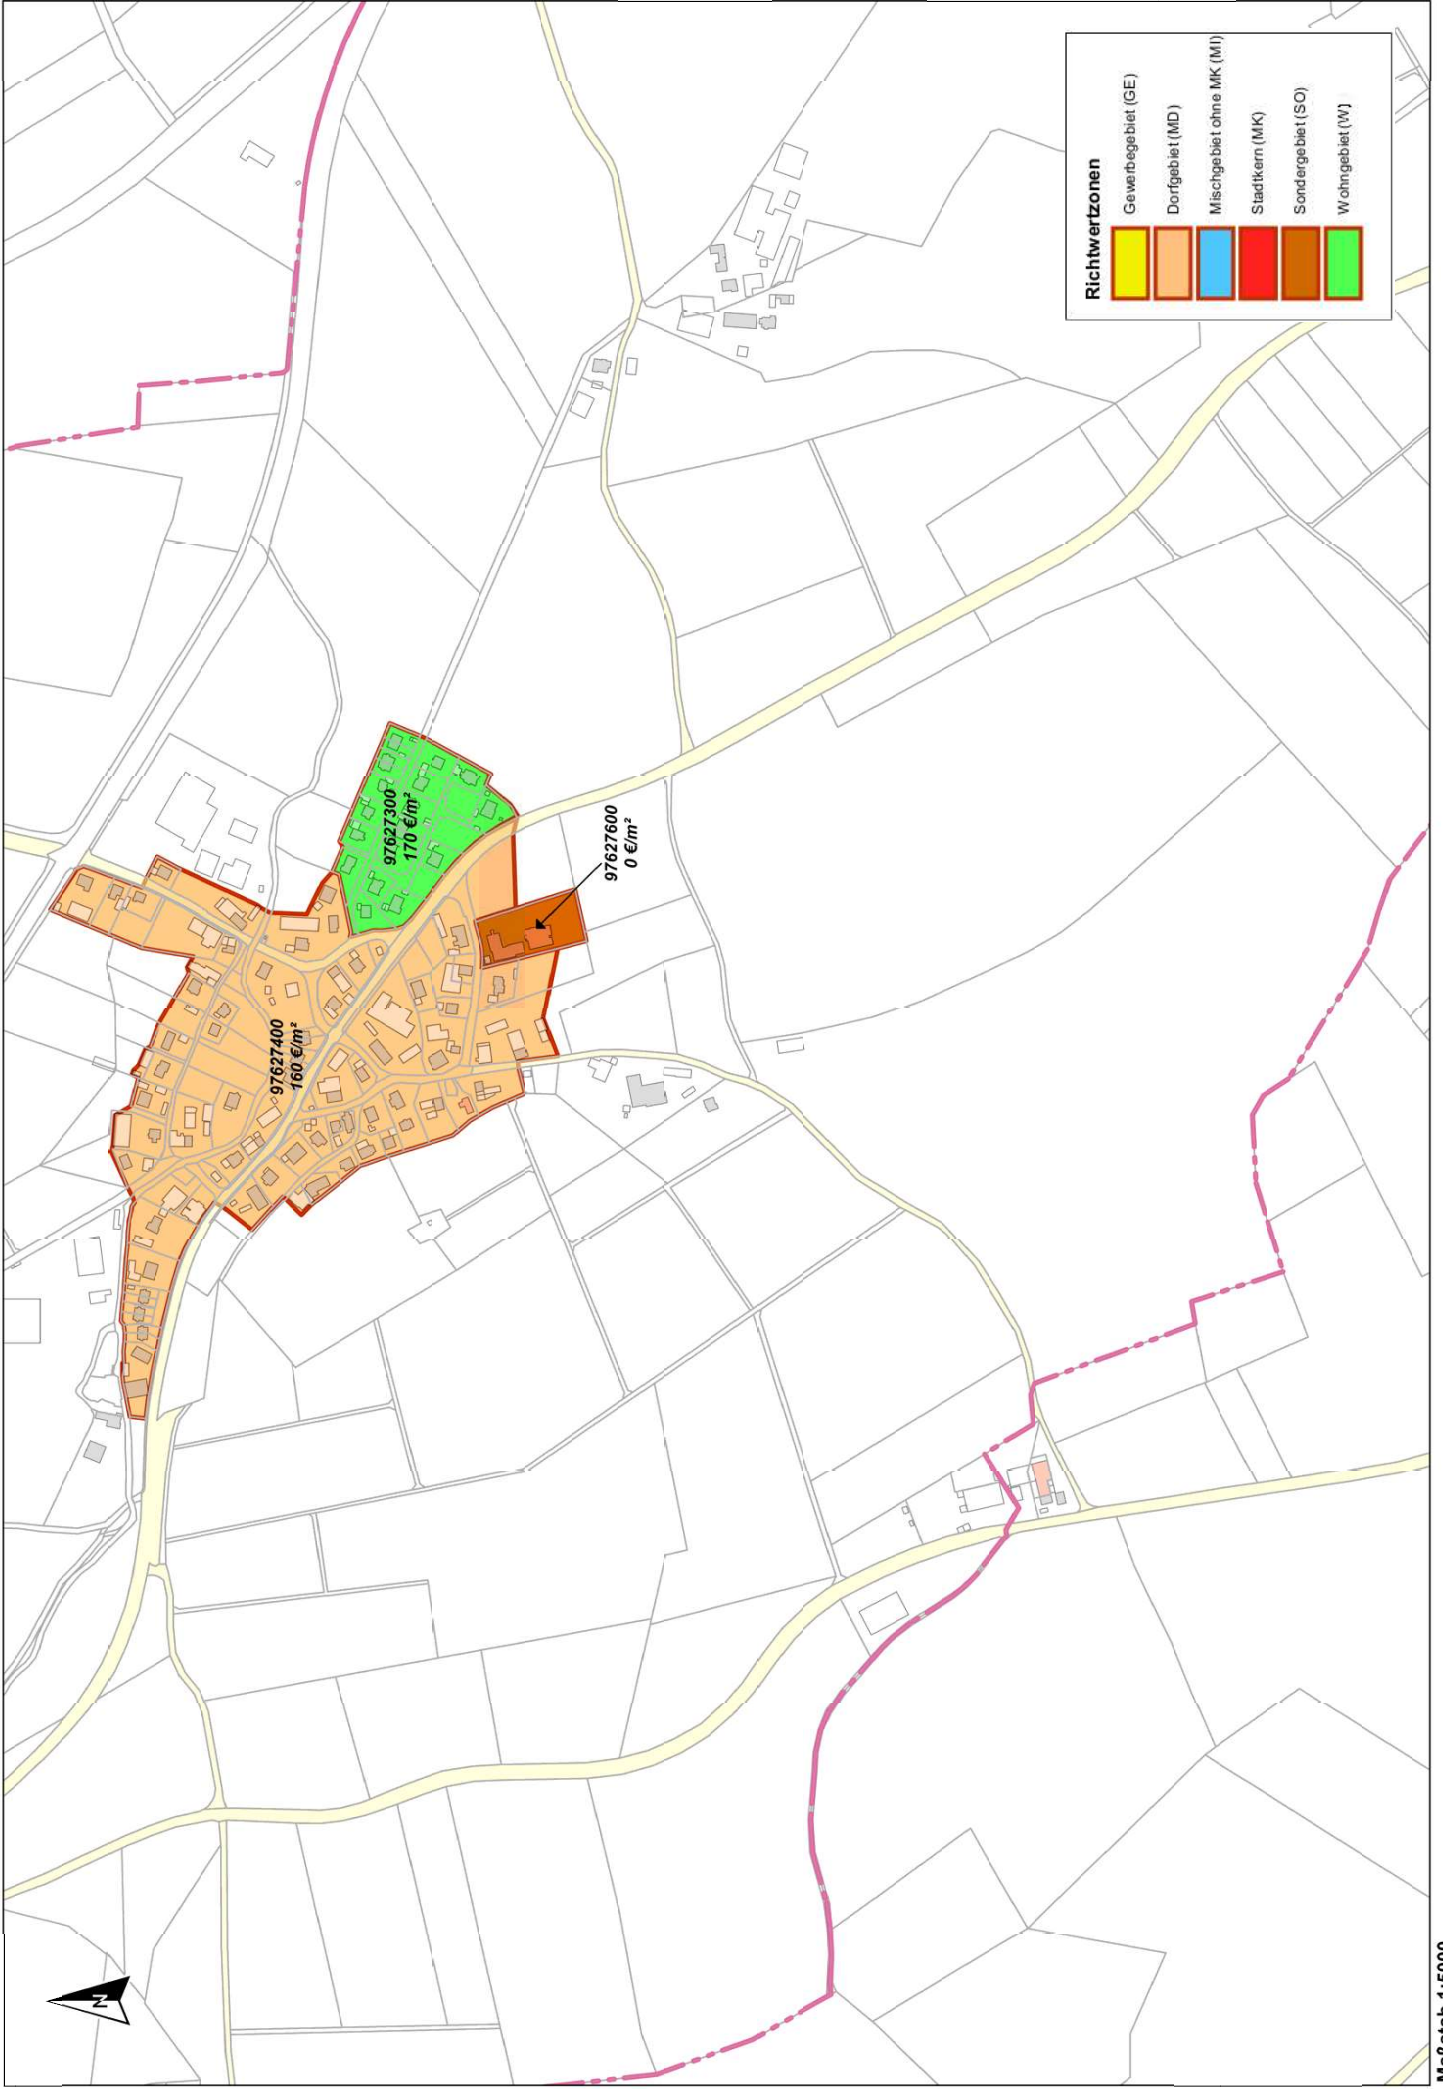 N
97627400
160 €/m²
97627300
170 €/m²
97627600
0 €/m²
Richtwertzonen
Gewerbegebiet (GE)
Dorfgebiet (MD)
Mischgebiet ohne MK (MI)
Stadtkern (MK)
Sondergebiet (SO)
Wohngebiet (W)